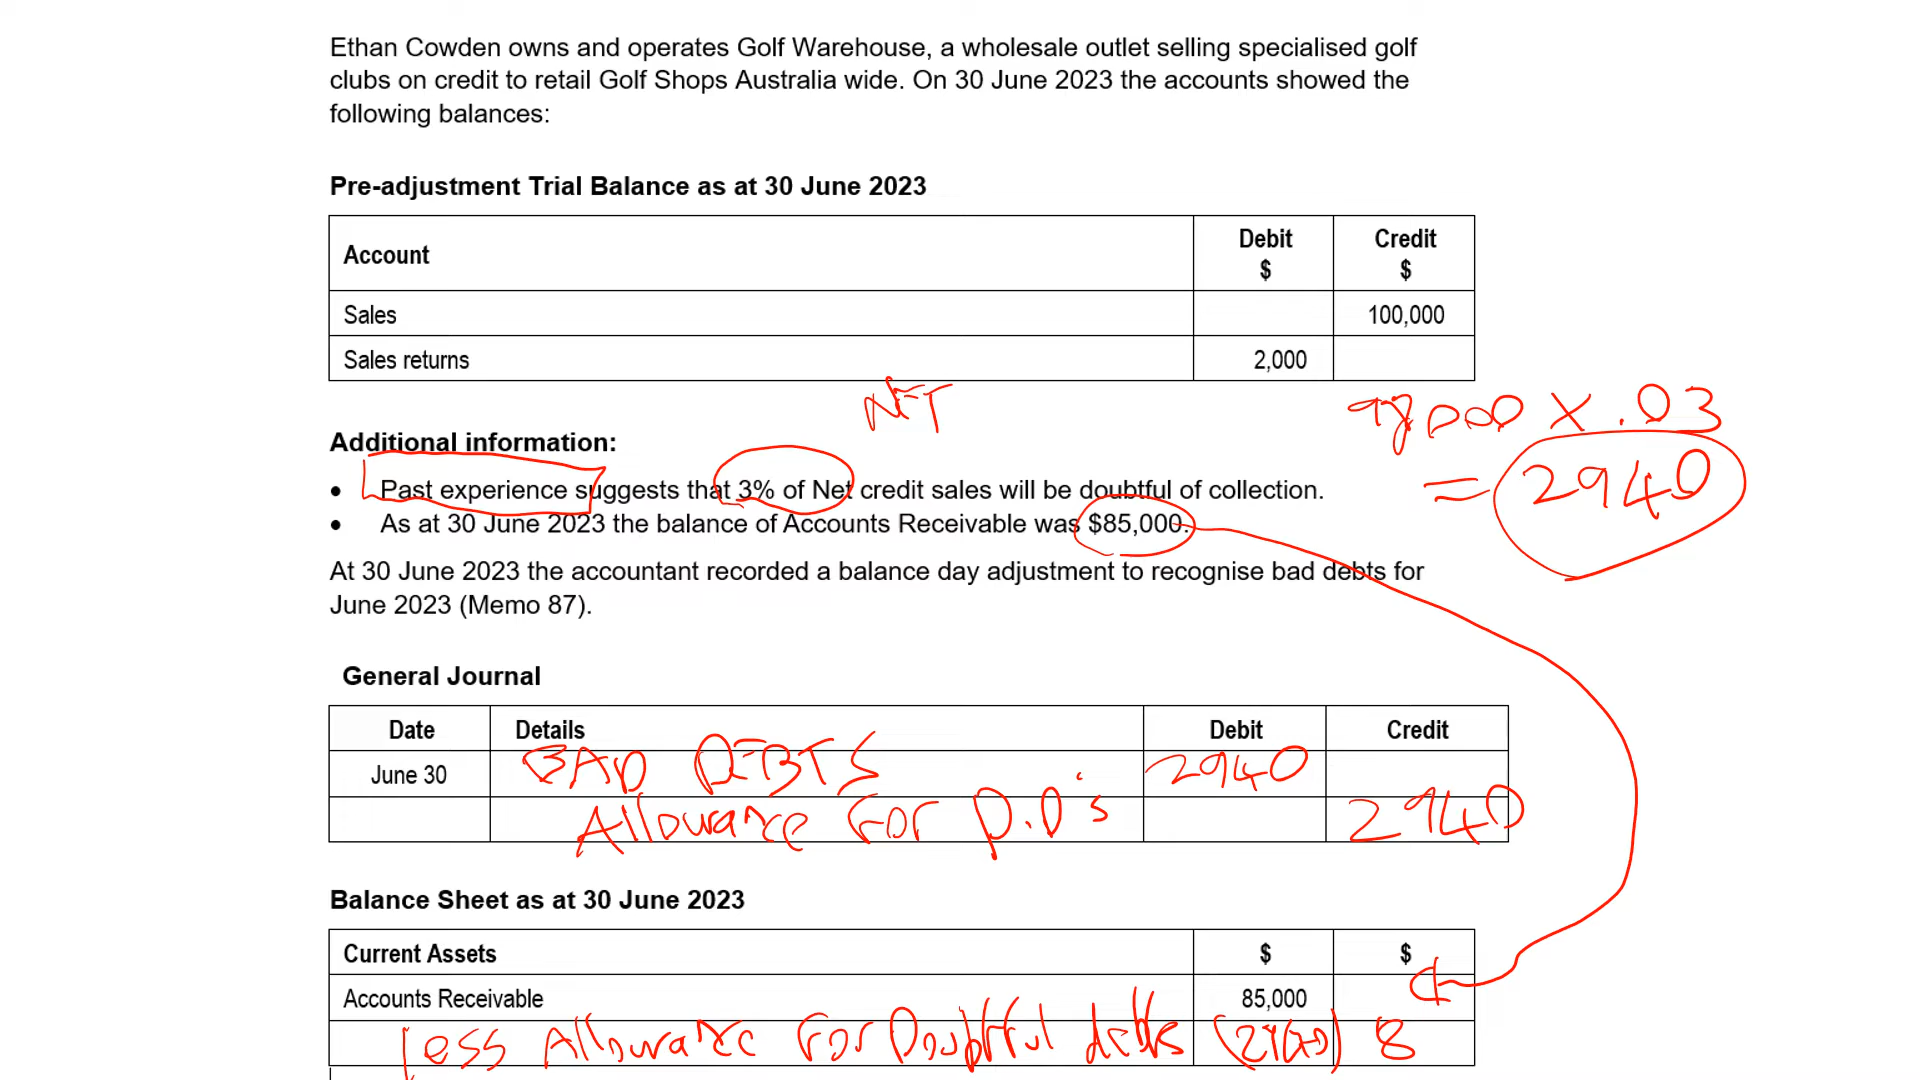 Ethan Cowden owns and operates Golf Warehouse, a wholesale outlet selling specialised golf
clubs on credit to retail Golf Shops Australia wide. On 30 June 2023 the accounts showed the
following balances:
Pre-adjustment Trial Balance as at 30 June 2023
Account Debit $ Credit $
Sales 100,000
Sales returns 2,000
NET
98000 X .03
= 2940
Additional information:
• Past experience suggests that 3% of Net credit sales will be doubtful of collection.
• As at 30 June 2023 the balance of Accounts Receivable was $85,000.
At 30 June 2023 the accountant recorded a balance day adjustment to recognise bad debts for
June 2023 (Memo 87).
General Journal
Date Details Debit Credit
June 30 BAD DEBTS 2940
Allowance FOR D.D's 2940
Balance Sheet as at 30 June 2023
Current Assets $ $
Accounts Receivable 85,000
less Allowance For Doubtful debts (2940) 8